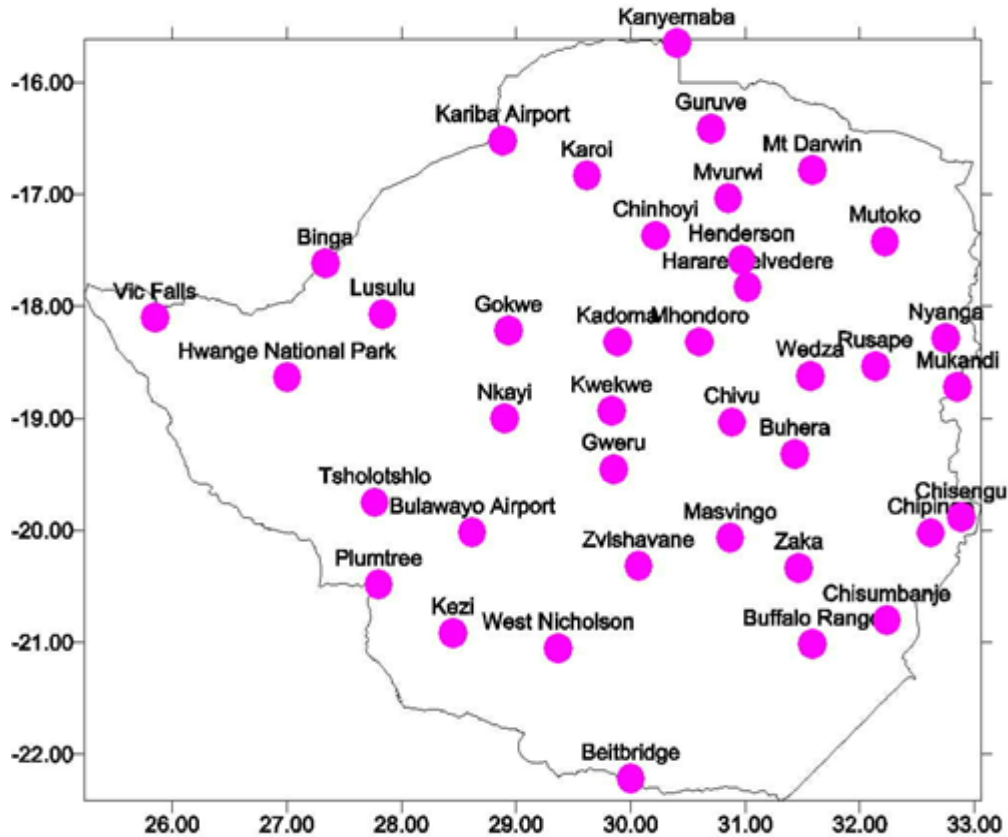 Kanyemaba
-16.00
Guruve
Kariba Airport
Mt Darwin
Karoi
Mvurwi
-17.00
Chinhoyi
Mutoko
Henderson
Binga
Harare Belvedere
-18.00
Vic Falls
Lusulu
Gokwe
Kadoma
Mhondoro
Nyanga
Rusape
Hwange National Park
Wedza
Mukandi
-19.00
Nkayi
Kwekwe
Chivu
Buhera
Gweru
Tsholotshlo
Chisengu
-20.00
Bulawayo Airport
Masvingo
Chipinge
Zvlshavane
Zaka
Plumtree
Chisumbanje
Kezi
West Nicholson
Buffalo Range
-21.00
-22.00
Beitbridge
26.00 27.00 28.00 29.00 30.00 31.00 32.00 33.00